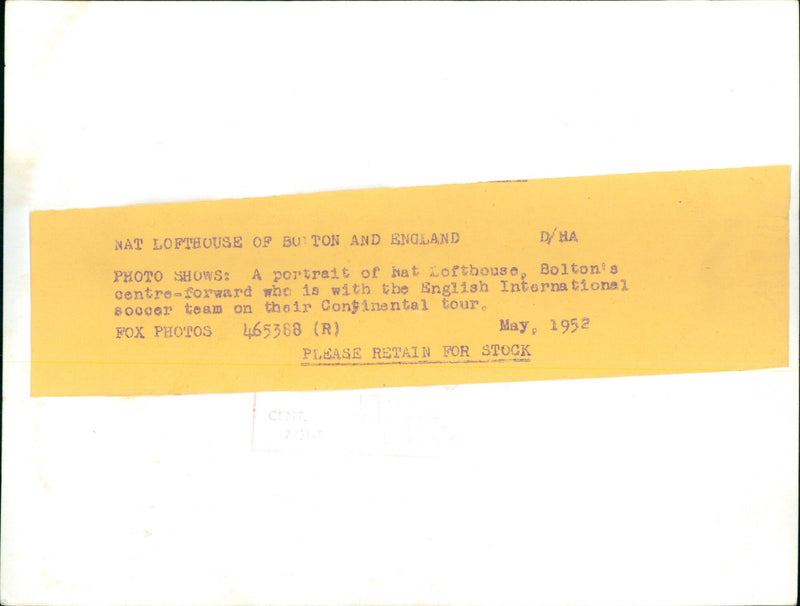 NAT LOFTHOUSE OF BOLTON AND ENGLAND D/HA
PHOTO SHOWS: A portrait of Nat Lofthouse, Bolton's
centre-forward who is with the English International
soccer team on their Continental tour.
FOX PHOTOS 465388 (R) May, 1952
PLEASE RETAIN FOR STOCK
CENT.